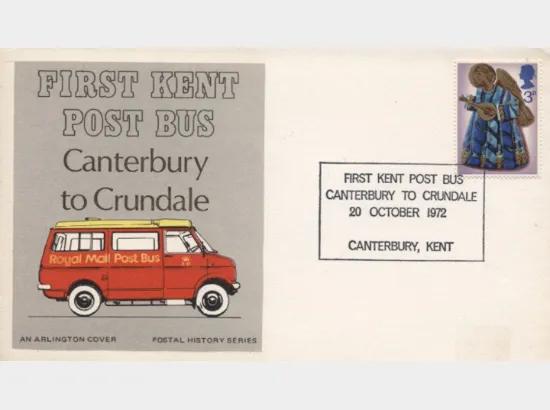 FIRST KENT
POST BUS
Canterbury
to Crundale
Royal Mail Post Bus
AN ARLINGTON COVER POSTAL HISTORY SERIES
3p
FIRST KENT POST BUS
CANTERBURY TO CRUNDALE
20 OCTOBER 1972
CANTERBURY, KENT